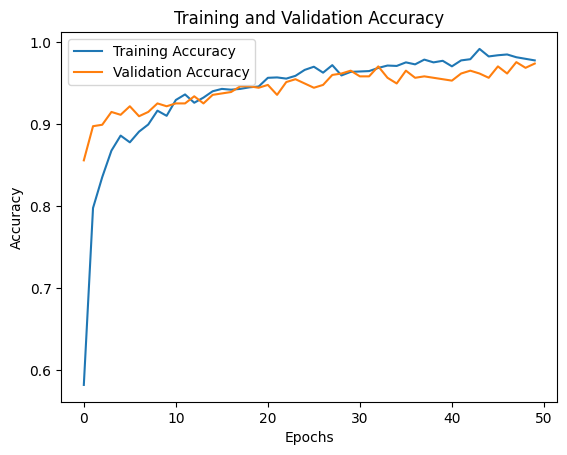 Training and Validation Accuracy
Training Accuracy
Validation Accuracy
1.0
0.9
0.8
0.7
0.6
Accuracy
0 10 20 30 40 50
Epochs